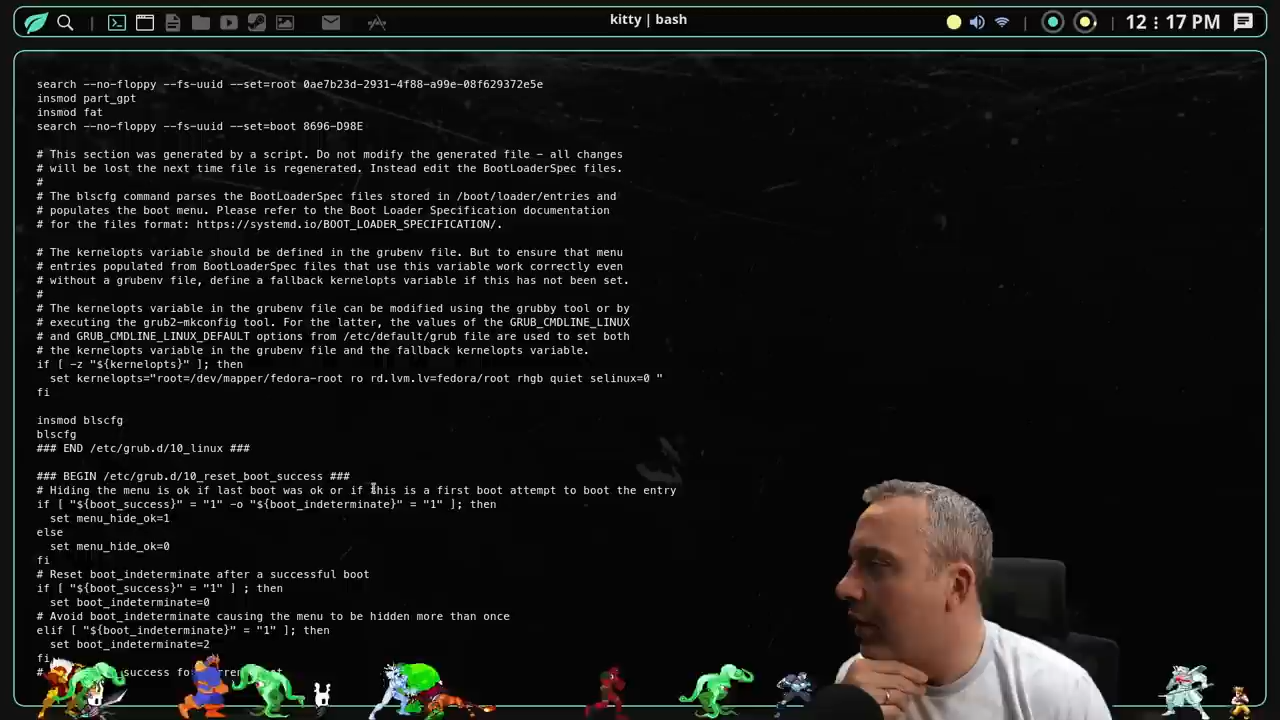 kitty | bash
12 : 17 PM
search --no-floppy --fs-uuid --set=root 0ae7b23d-2931-4f88-a99e-08f629372e5e
insmod part_gpt
insmod fat
search --no-floppy --fs-uuid --set=boot 8696-D98E
# This section was generated by a script. Do not modify the generated file - all changes
# will be lost the next time file is regenerated. Instead edit the BootLoaderSpec files.
#
# The blscfg command parses the BootLoaderSpec files stored in /boot/loader/entries and
# populates the boot menu. Please refer to the Boot Loader Specification documentation
# for the files format: https://systemd.io/BOOT_LOADER_SPECIFICATION/.
# The kernelopts variable should be defined in the grubenv file. But to ensure that menu
# entries populated from BootLoaderSpec files that use this variable work correctly even
# without a grubenv file, define a fallback kernelopts variable if this has not been set.
#
# The kernelopts variable in the grubenv file can be modified using the grubby tool or by
# executing the grub2-mkconfig tool. For the latter, the values of the GRUB_CMDLINE_LINUX
# and GRUB_CMDLINE_LINUX_DEFAULT options from /etc/default/grub file are used to set both
# the kernelopts variable in the grubenv file and the fallback kernelopts variable.
if [ -z "${kernelopts}" ]; then
  set kernelopts="root=/dev/mapper/fedora-root ro rd.lvm.lv=fedora/root rhgb quiet selinux=0 "
fi
insmod blscfg
blscfg
### END /etc/grub.d/10_linux ###
### BEGIN /etc/grub.d/10_reset_boot_success ###
# Hiding the menu is ok if last boot was ok or if this is a first boot attempt to boot the entry
if [ "${boot_success}" = "1" -o "${boot_indeterminate}" = "1" ]; then
  set menu_hide_ok=1
else
  set menu_hide_ok=0
fi
# Reset boot_indeterminate after a successful boot
if [ "${boot_success}" = "1" ] ; then
  set boot_indeterminate=0
# Avoid boot_indeterminate causing the menu to be hidden more than once
elif [ "${boot_indeterminate}" = "1" ]; then
  set boot_indeterminate=2
fi
# success